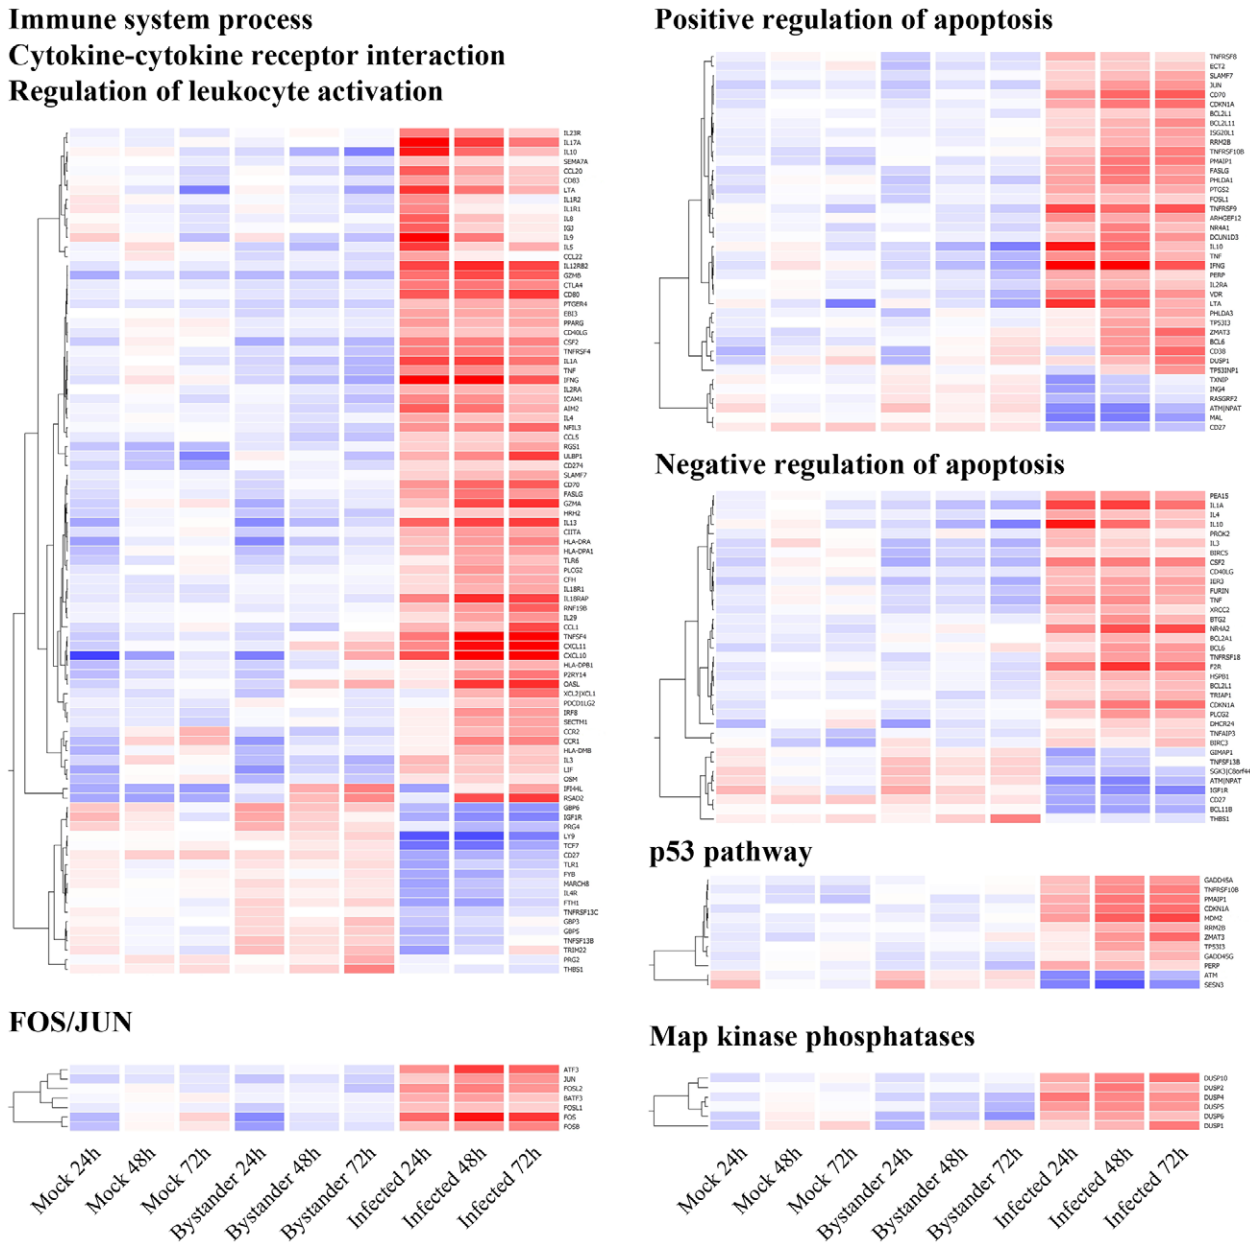 Immune system process
Cytokine-cytokine receptor interaction
Regulation of leukocyte activation
IL23R
IL17A
IL10
SEMA7A
CCL20
CD83
LTA
IL1R2
IL1R1
IL8
IGJ
IL9
IL5
CCL22
IL12RB2
GZMB
CTLA4
CD80
PTGER4
EBI3
PPARG
CD40LG
CSF2
TNFRSF4
IL1A
TNF
IFNG
IL2RA
ICAM1
AIM2
IL4
NFIL3
CCL5
RGS1
ULBP1
CD274
SLAMF7
CD70
FASLG
GZMA
HRH2
IL13
CIITA
HLA-DRA
HLA-DPA1
TLR6
PLCG2
CFH
IL18R1
IL18RAP
RNF19B
IL29
CCL1
TNFSF4
CXCL11
CXCL10
HLA-DPB1
P2RY14
OASL
XCL2|XCL1
PDCD1LG2
IRF8
SECTM1
CCR2
CCR1
HLA-DMB
IL3
LIF
OSM
IFI44L
RSAD2
GBP6
IGF1R
PRG4
LY9
TCF7
CD27
TLR1
FYB
MARCH8
IL4R
FTH1
TNFRSF13C
GBP3
GBP5
TNFSF13B
TRIM22
PRG2
THBS1
FOS/JUN
ATF3
JUN
FOSL2
BATF3
FOSL1
FOS
FOSB
Mock 24h
Mock 48h
Mock 72h
Bystander 24h
Bystander 48h
Bystander 72h
Infected 24h
Infected 48h
Infected 72h
Positive regulation of apoptosis
TNFRSF8
ECT2
SLAMF7
JUN
CD70
CDKN1A
BCL2L1
BCL2L11
ISG20L1
RRM2B
TNFRSF10B
PMAIP1
FASLG
PHLDA1
PTGS2
FOSL1
TNFRSF9
ARHGEF12
NR4A1
DCUN1D3
IL10
TNF
IFNG
PERP
IL2RA
VDR
LTA
PHLDA3
TP53I3
ZMAT3
BCL6
CD38
DUSP1
TP53INP1
TXNIP
ING4
RASGRF2
ATM|NPAT
MAL
CD27
Negative regulation of apoptosis
PEA15
IL1A
IL4
IL10
PROK2
IL3
BIRC5
CSF2
CD40LG
IER3
FURIN
TNF
XRCC2
BTG2
NR4A2
BCL2A1
BCL6
TNFRSF18
F2R
HSPB1
BCL2L1
TRIAP1
CDKN1A
PLCG2
DHCR24
TNFAIP3
BIRC3
GIMAP1
TNFSF13B
SGK3|C8orf44
ATM|NPAT
IGF1R
CD27
BCL11B
THBS1
p53 pathway
GADD45A
TNFRSF10B
PMAIP1
CDKN1A
MDM2
RRM2B
ZMAT3
TP53I3
GADD45G
PERP
ATM
SESN3
Map kinase phosphatases
DUSP10
DUSP2
DUSP4
DUSP5
DUSP6
DUSP1
Mock 24h
Mock 48h
Mock 72h
Bystander 24h
Bystander 48h
Bystander 72h
Infected 24h
Infected 48h
Infected 72h